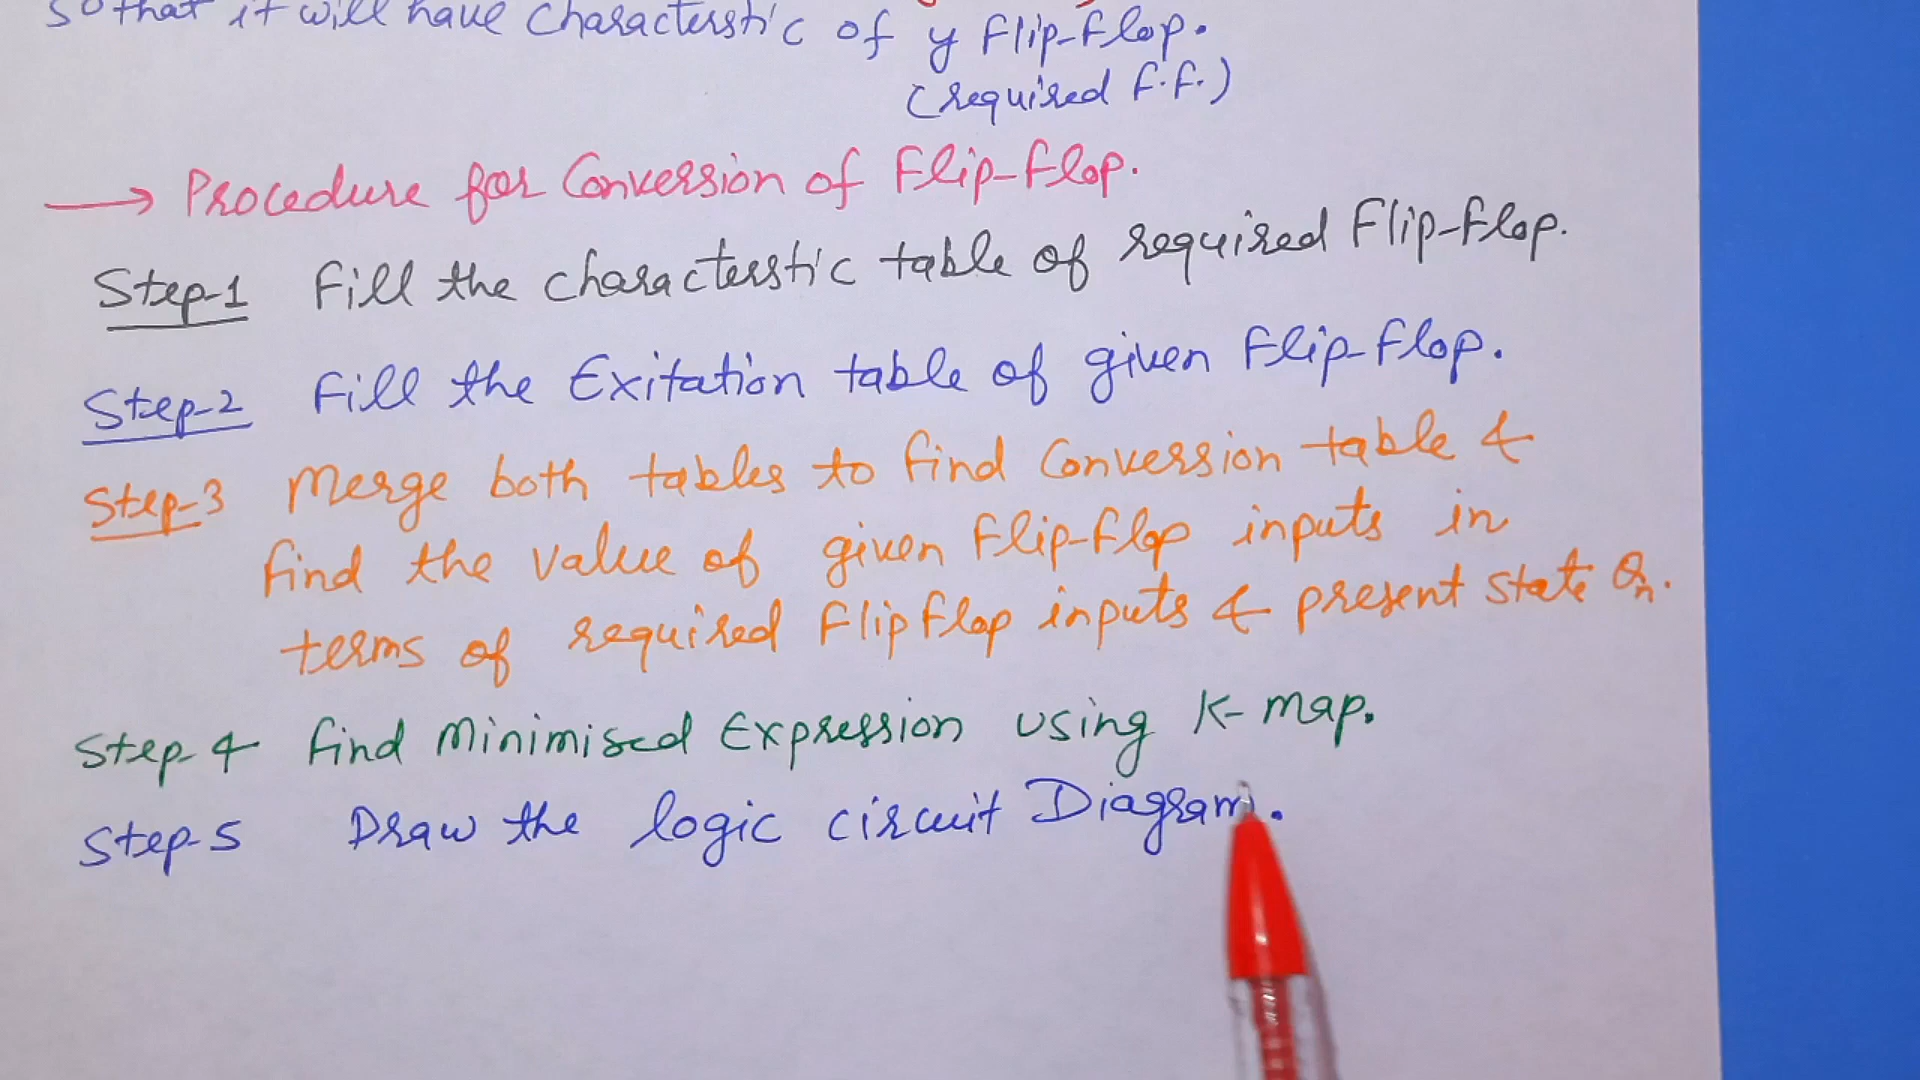 so that it will have characterstic of y Flip-flop.
(required f.f.)
→ Procedure for Conversion of Flip-flop.
Step-1 Fill the characterstic table of required Flip-flop.
Step-2 Fill the Exitation table of given Flip-flop.
Step-3 Merge both tables to find Conversion table &
find the value of given Flip-flop inputs in
terms of required Flip flop inputs & present state Qn.
Step-4 find Minimised Expression using K-map.
Step-5 Draw the logic circuit Diagram.